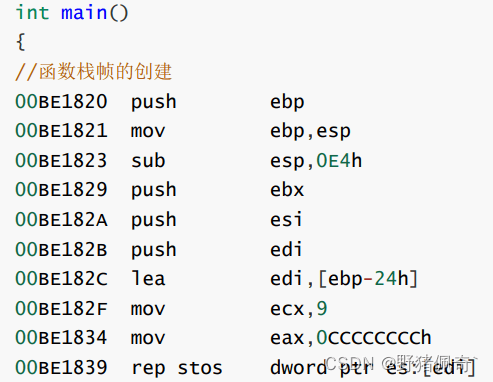 int main()
{
//函数栈帧的创建
00BE1820 push ebp
00BE1821 mov ebp,esp
00BE1823 sub esp,0E4h
00BE1829 push ebx
00BE182A push esi
00BE182B push edi
00BE182C lea edi,[ebp-24h]
00BE182F mov ecx,9
00BE1834 mov eax,0CCCCCCCCh
00BE1839 rep stos dword ptr es:[edi]
CSDN @野猪佩奇`